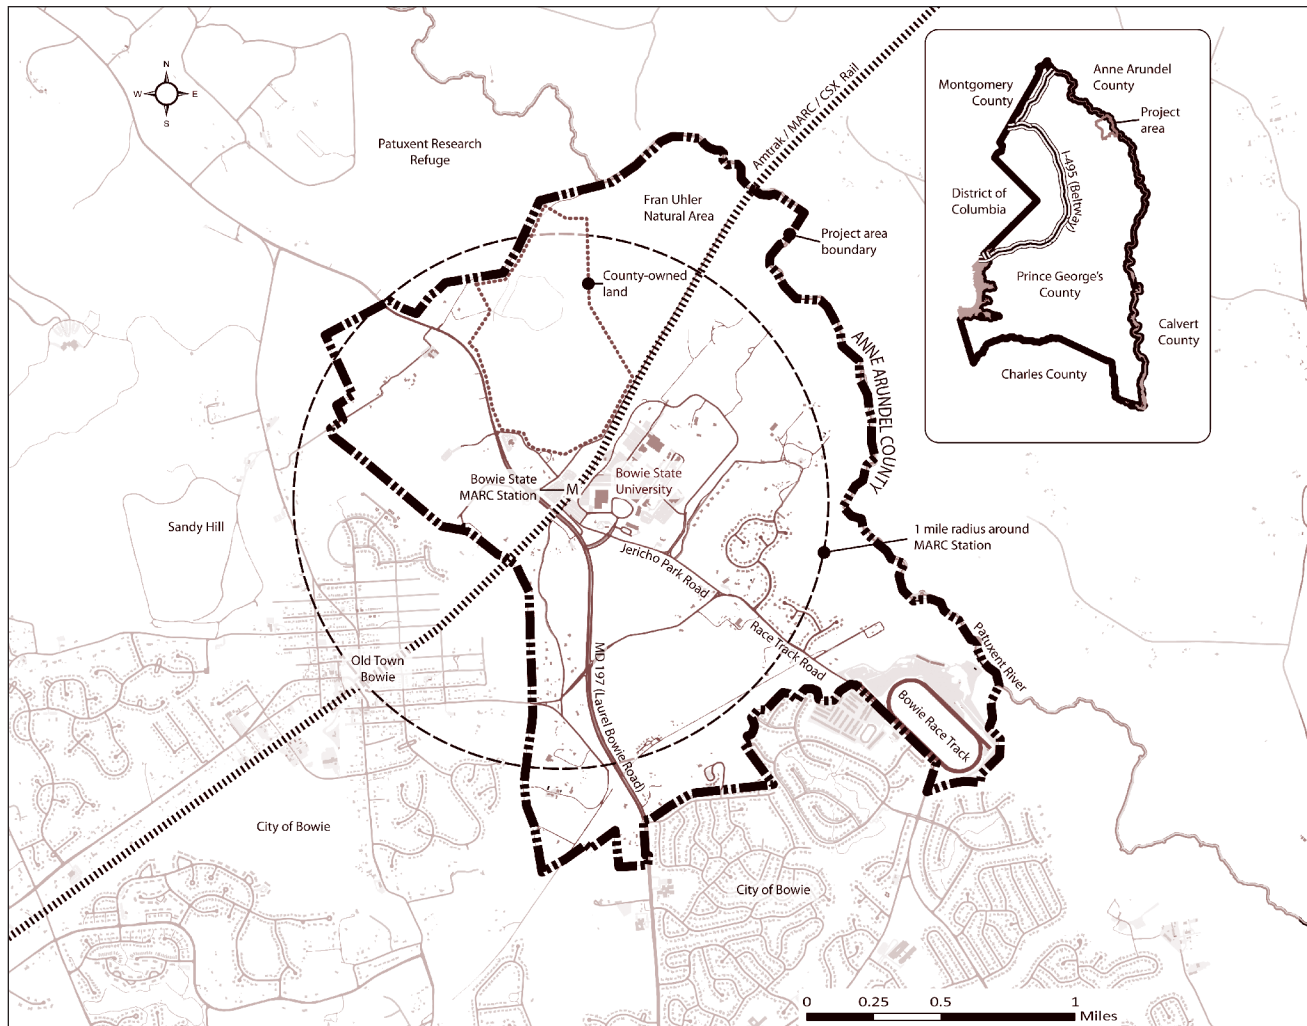 N
W
E
S
Patuxent Research
Refuge
Amtrak / MARC / CSX Rail
Fran Uhler
Natural Area
Project area
boundary
County-owned
land
ANNE ARUNDEL COUNTY
Montgomery
County
Anne Arundel
County
Project
area
I-495 (Beltway)
District of
Columbia
Prince George's
County
Calvert
County
Charles County
Bowie State
MARC Station
M
Bowie State
University
Sandy Hill
1 mile radius around
MARC Station
Jericho Park Road
Race Track Road
Patuxent River
Old Town
Bowie
MD 197 (Laurel Bowie Road)
Bowie Race Track
City of Bowie
City of Bowie
0 0.25 0.5 1
Miles